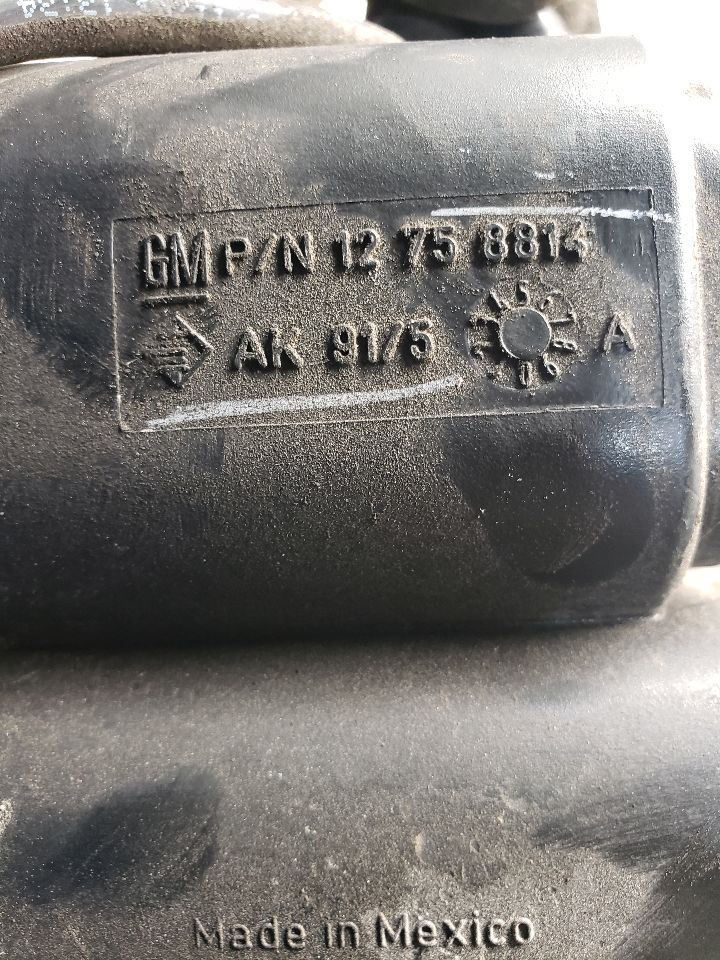 GM P/N 12 75 8814
AK 91/5 A
Made in Mexico